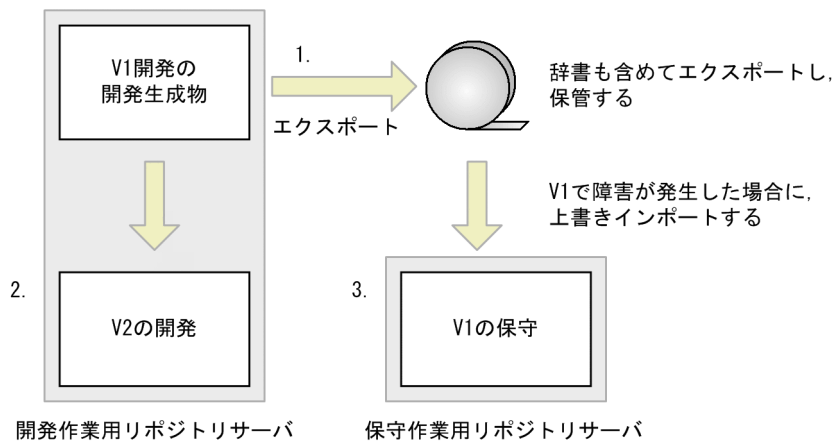 V1開発の
開発生成物
1.
エクスポート
辞書も含めてエクスポートし,
保管する
V1で障害が発生した場合に,
上書きインポートする
2.
V2の開発
3.
V1の保守
開発作業用リポジトリサーバ
保守作業用リポジトリサーバ